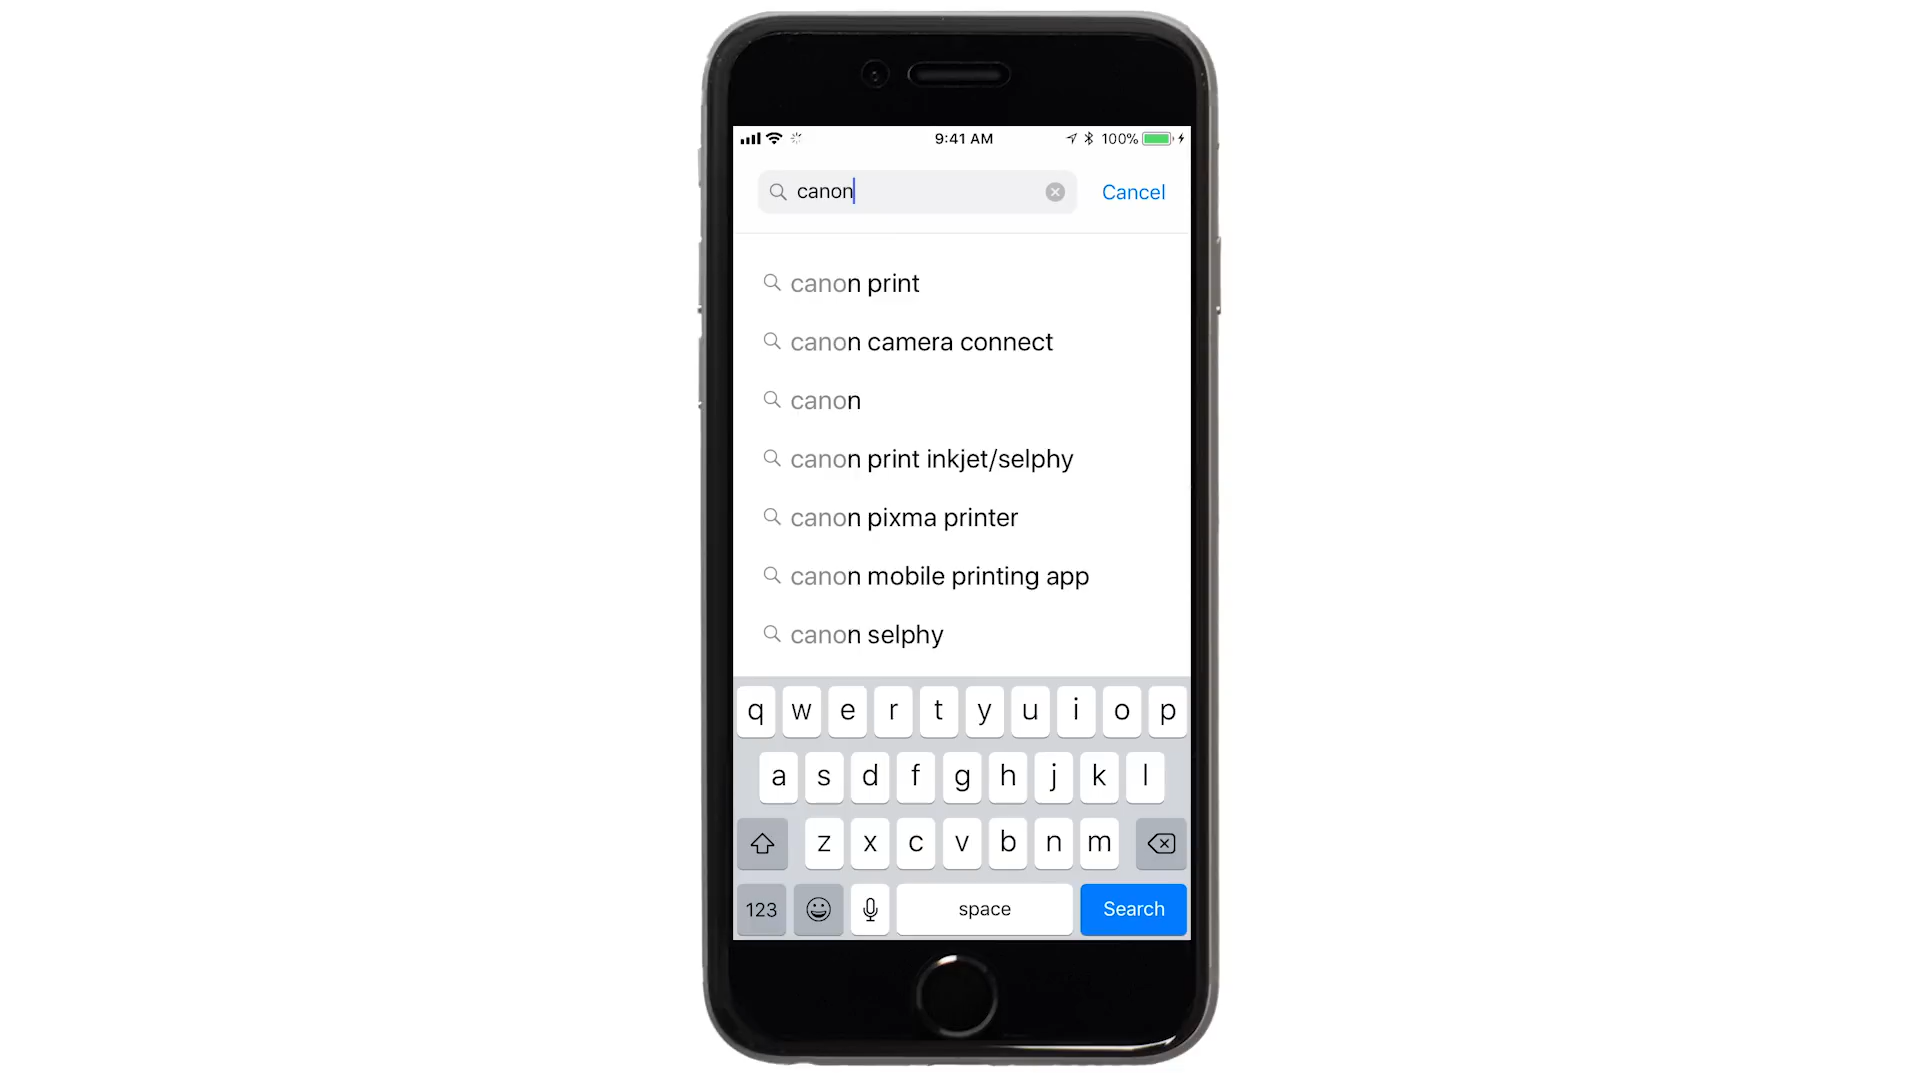 9:41 AM 100%
canon Cancel
canon print
canon camera connect
canon
canon print inkjet/selphy
canon pixma printer
canon mobile printing app
canon selphy
q w e r t y u i o p
a s d f g h j k l
z x c v b n m
123 space Search